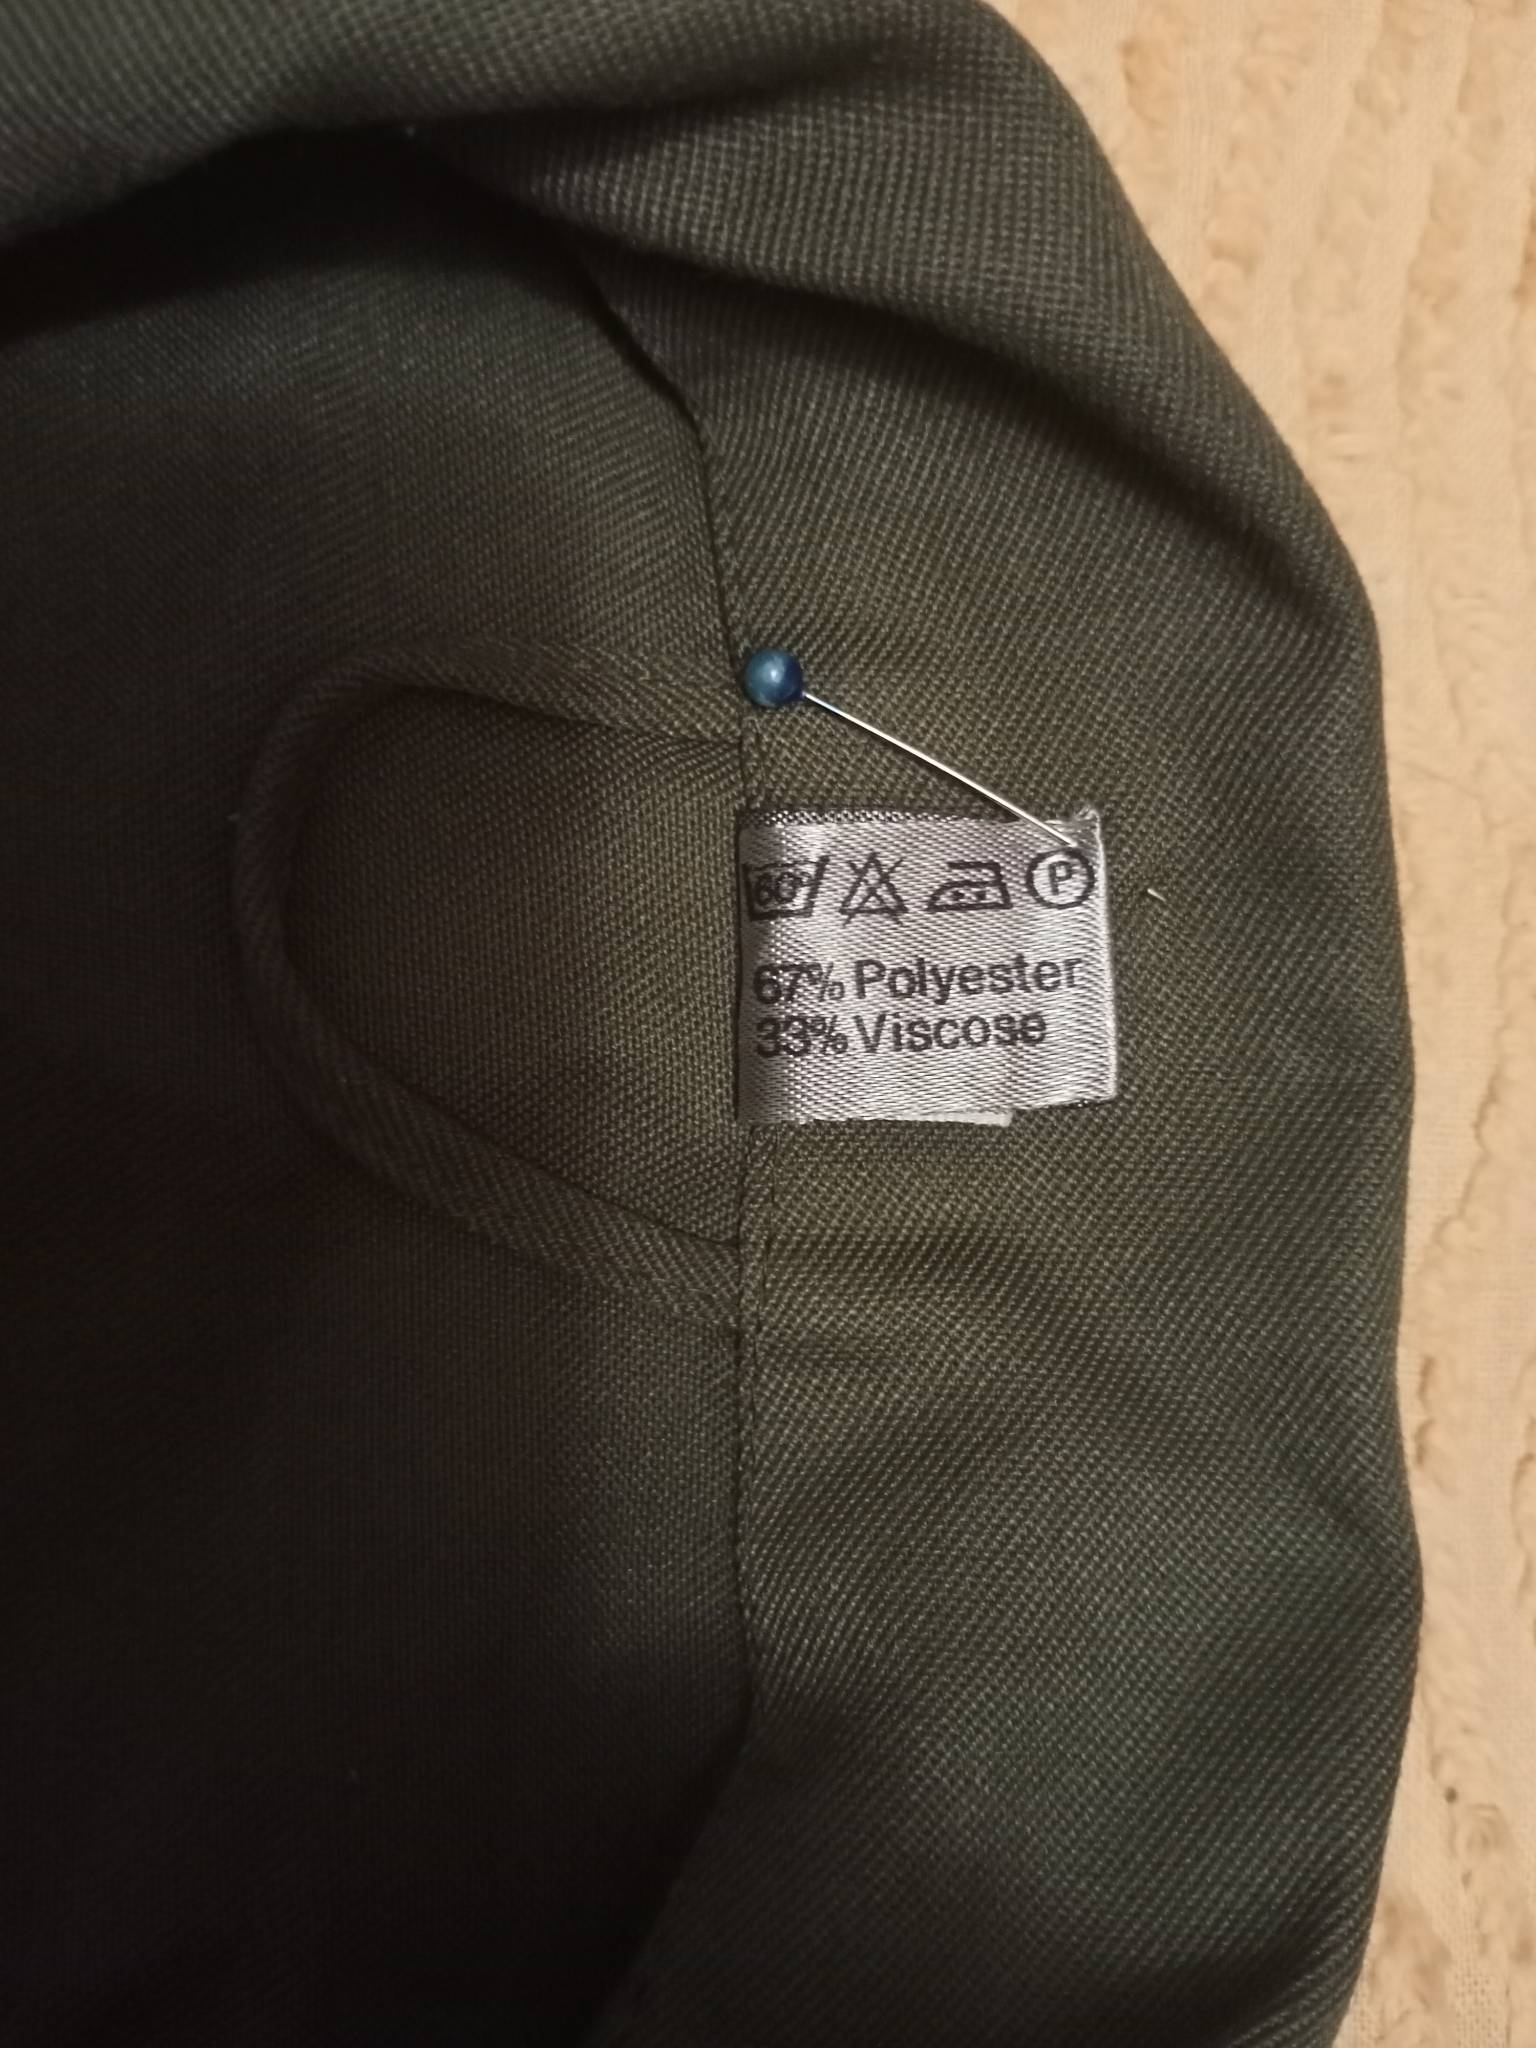 60°
P
67% Polyester
33% Viscose